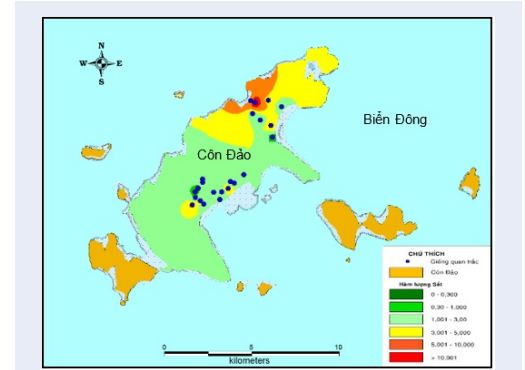 N
W E
S
Biển Đông
Côn Đảo
CHÚ THÍCH
Giếng quan trắc
Côn Đảo
Hàm lượng Sắt
0 - 0,300
0,30 - 1,000
1,001 - 3,00
3,001 - 5,000
5,001 - 10,000
> 10,001
0 5 10
kilometers